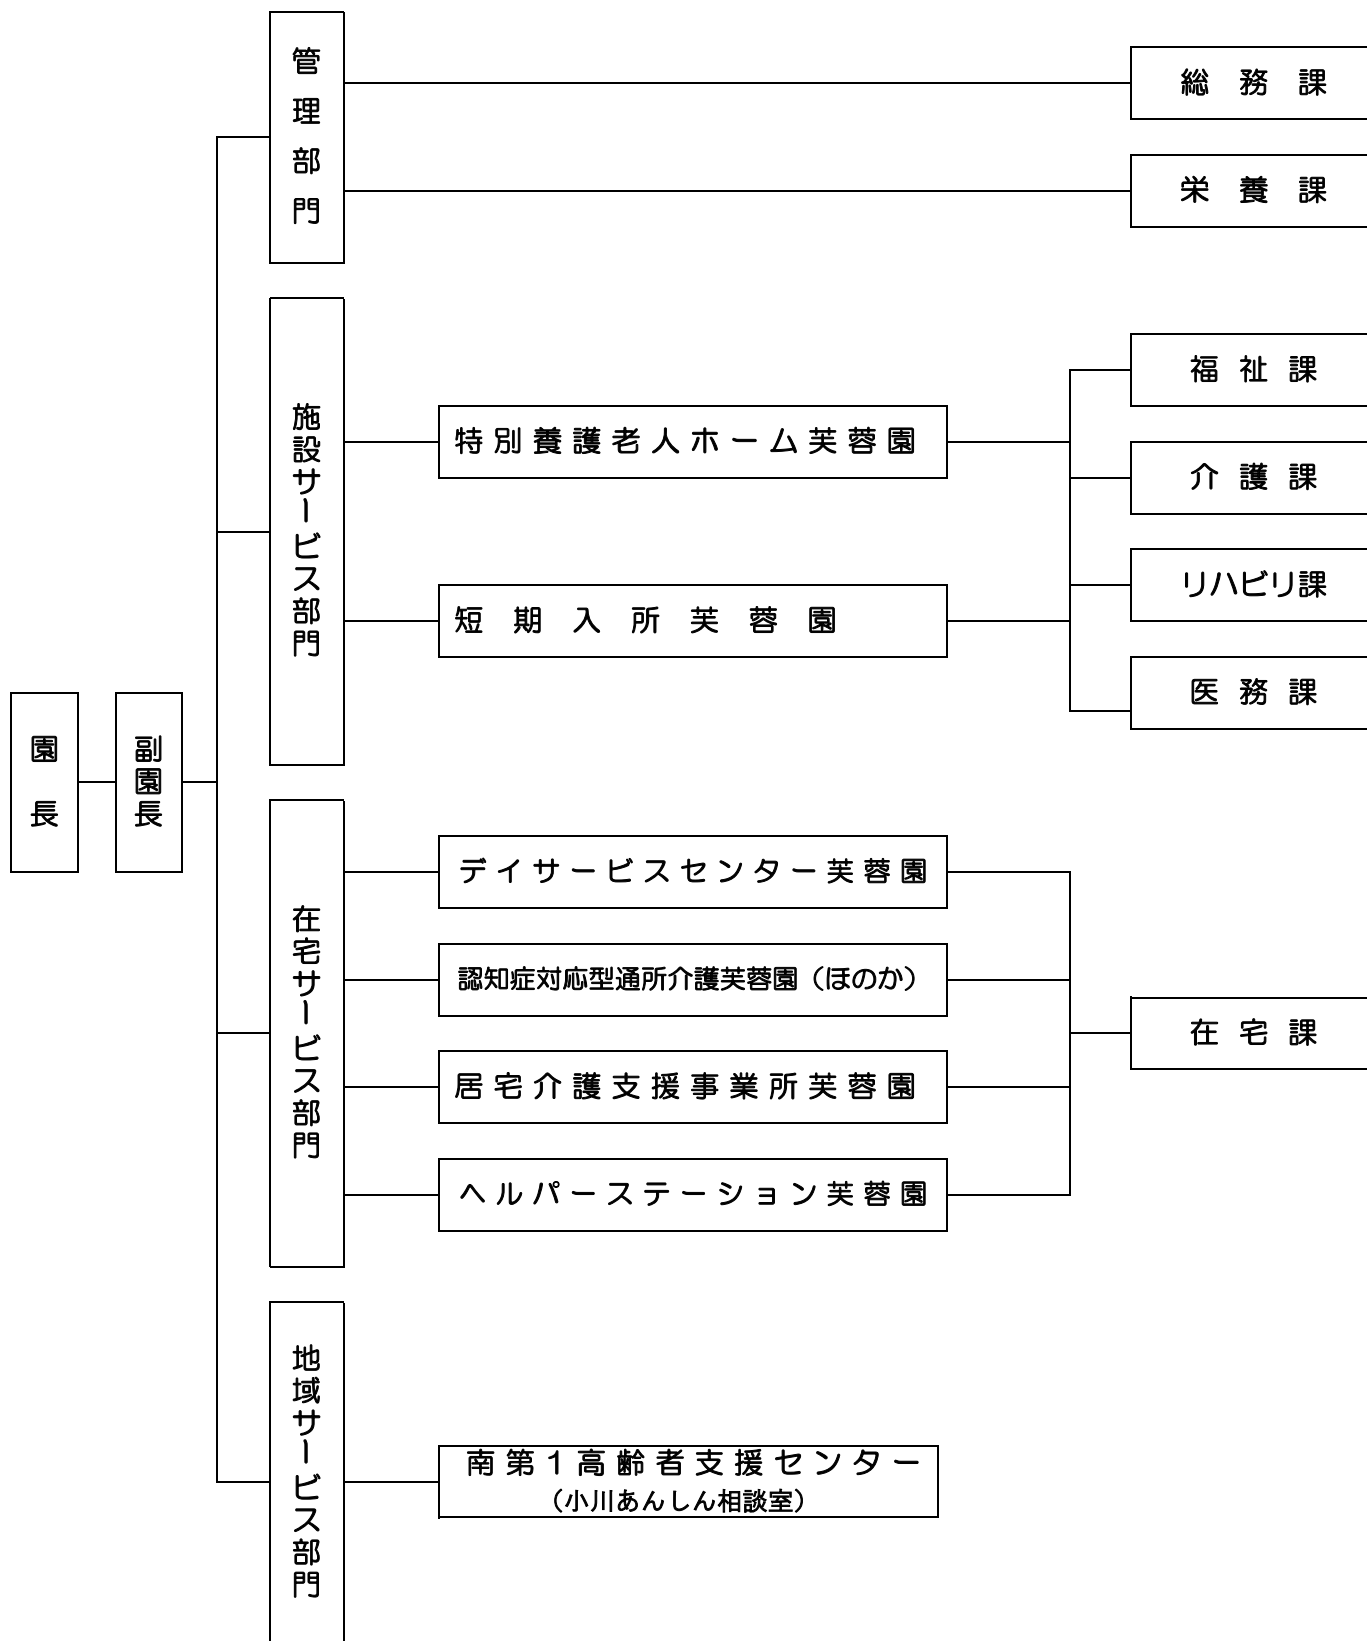 園長
副園長
管理部門
総務課
栄養課
施設サービス部門
特別養護老人ホーム芙蓉園
短期入所芙蓉園
福祉課
介護課
リハビリ課
医務課
在宅サービス部門
デイサービスセンター芙蓉園
認知症対応型通所介護芙蓉園（ほのか）
居宅介護支援事業所芙蓉園
ヘルパーステーション芙蓉園
在宅課
地域サービス部門
南第１高齢者支援センター
（小川あんしん相談室）